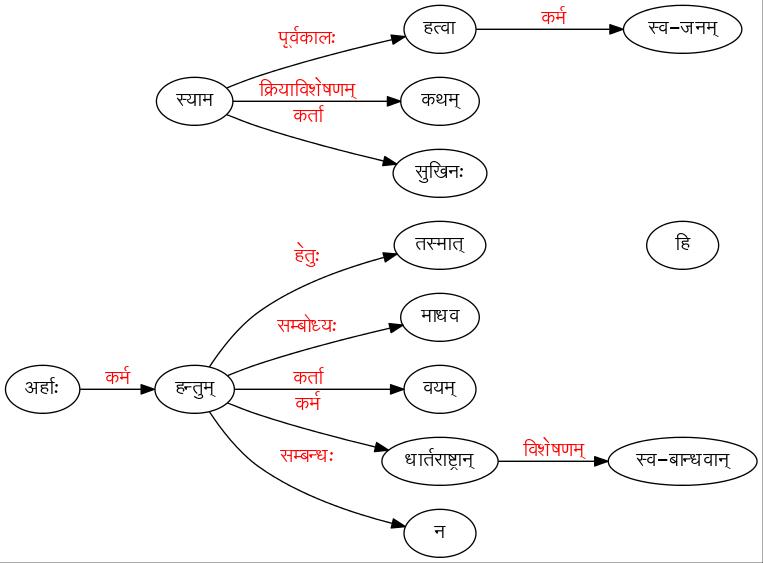 हत्वा
कर्म
स्व-जनम्
पूर्वकालः
स्याम
क्रियाविशेषणम्
कथम्
कर्ता
सुखिनः
हेतुः
तस्मात्
हि
सम्बोध्यः
माधव
अर्हाः
कर्म
हन्तुम्
कर्ता
वयम्
कर्म
धार्तराष्ट्रान्
विशेषणम्
स्व-बान्धवान्
सम्बन्धः
न